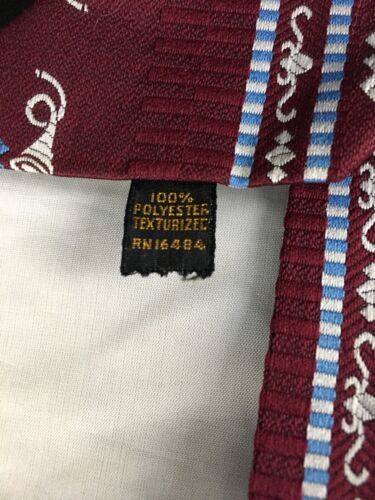 100%
POLYESTER
TEXTURIZED
RN16484